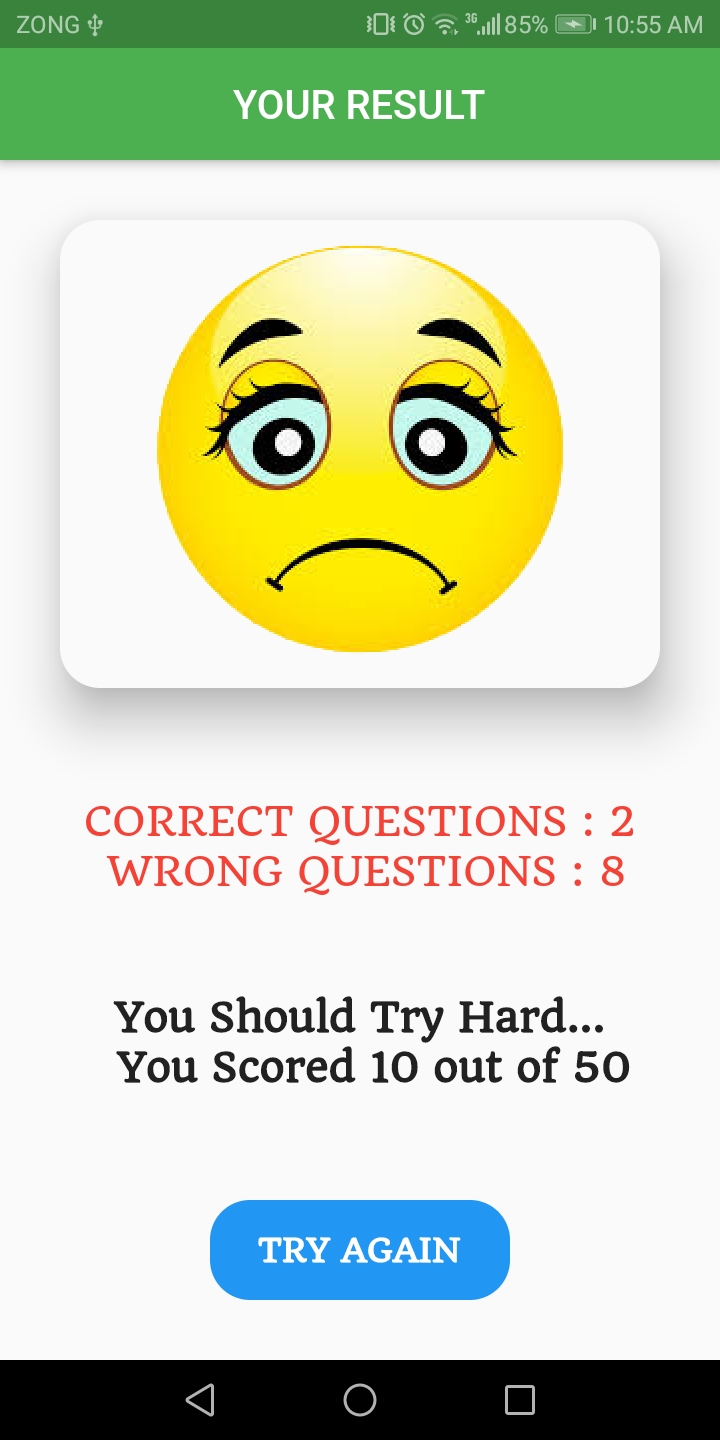 ZONG 3G 85% 10:55 AM
YOUR RESULT
CORRECT QUESTIONS : 2
WRONG QUESTIONS : 8
You Should Try Hard...
You Scored 10 out of 50
TRY AGAIN